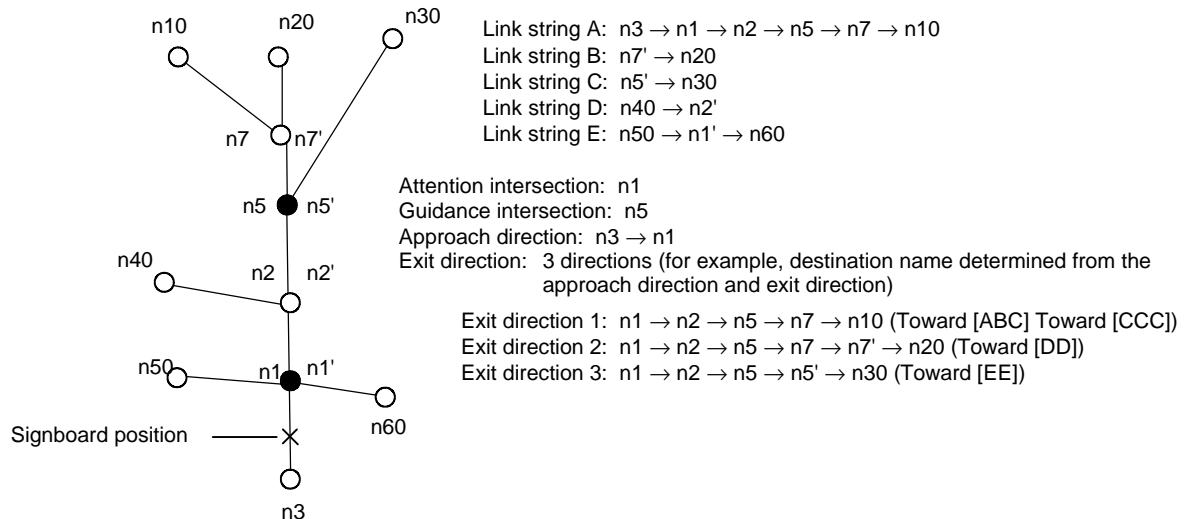 n10
n20
n30
n7
n7'
n5
n5'
n40
n2
n2'
n50
n1
n1'
n60
Signboard position
n3
Link string A: n3 → n1 → n2 → n5 → n7 → n10
Link string B: n7' → n20
Link string C: n5' → n30
Link string D: n40 → n2'
Link string E: n50 → n1' → n60
Attention intersection: n1
Guidance intersection: n5
Approach direction: n3 → n1
Exit direction: 3 directions (for example, destination name determined from the
approach direction and exit direction)
Exit direction 1: n1 → n2 → n5 → n7 → n10 (Toward [ABC] Toward [CCC])
Exit direction 2: n1 → n2 → n5 → n7 → n7' → n20 (Toward [DD])
Exit direction 3: n1 → n2 → n5 → n5' → n30 (Toward [EE])